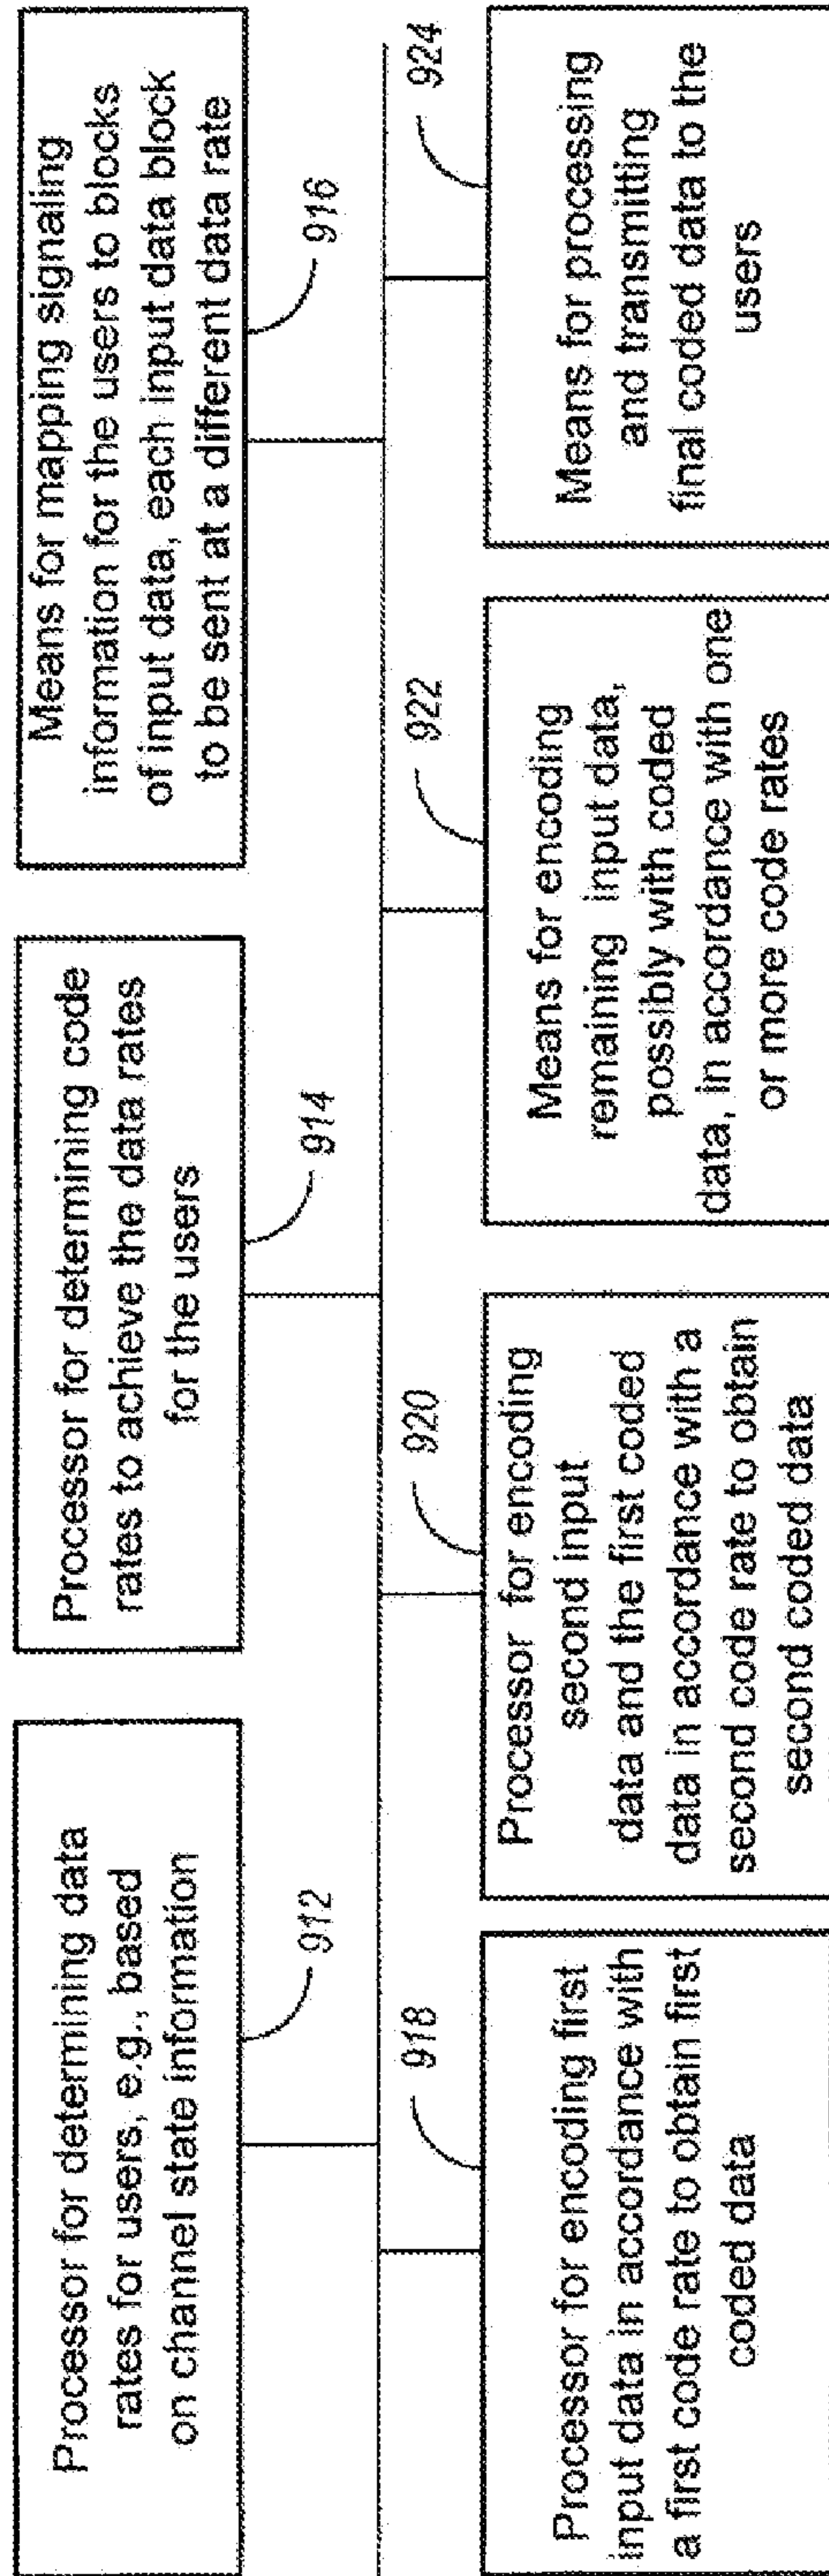 Processor for determining data
rates for users, e.g., based
on channel state information
912
Processor for determining code
rates to achieve the data rates
for the users
914
Means for mapping signaling
information for the users to blocks
of input data, each input data block
to be sent at a different data rate
916
918
Processor for encoding first
input data in accordance with
a first code rate to obtain first
coded data
920
Processor for encoding
second input
data and the first coded
data in accordance with a
second code rate to obtain
second coded data
922
Means for encoding
remaining input data,
possibly with coded
data, in accordance with one
or more code rates
924
Means for processing
and transmitting
final coded data to the
users